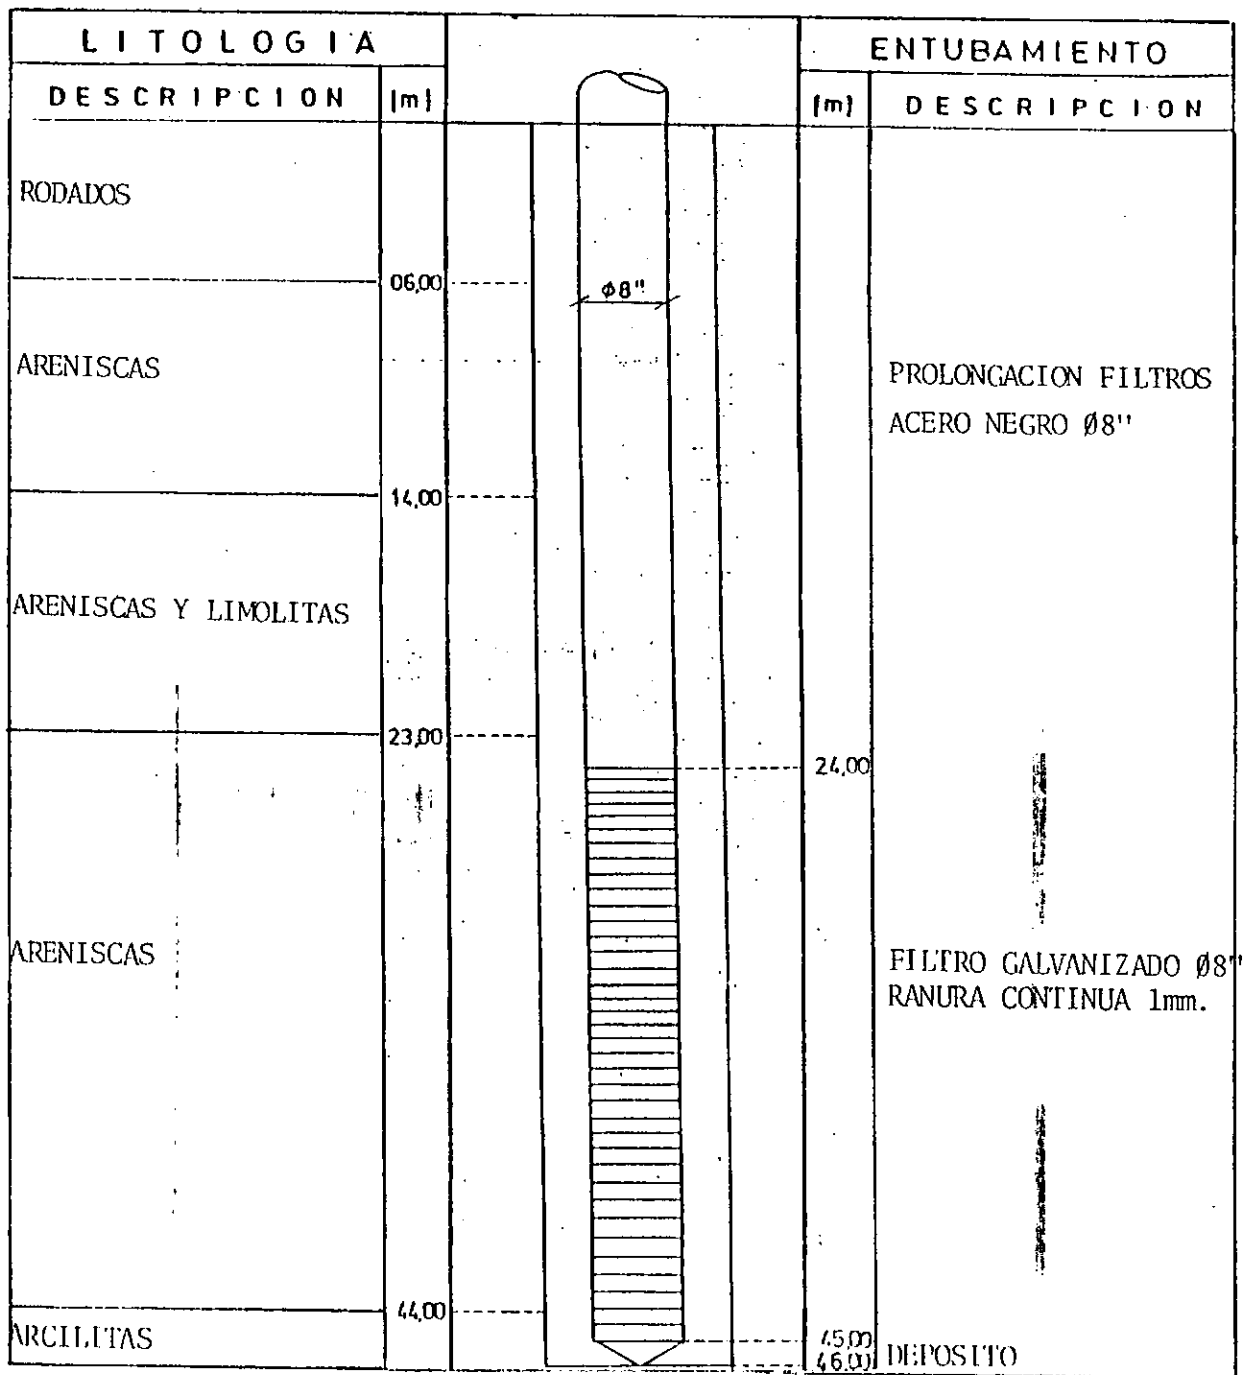 LITOLOGIA
ENTUBAMIENTO
DESCRIPCION (m)
(m) DESCRIPCION
RODADOS
06,00
Ø8"
ARENISCAS
PROLONGACION FILTROS
ACERO NEGRO Ø8"
14,00
ARENISCAS Y LIMOLITAS
23,00
24,00
ARENISCAS
FILTRO GALVANIZADO Ø8"
RANURA CONTINUA 1mm.
44,00
ARCILITAS
45,00
46,00 DEPOSITO